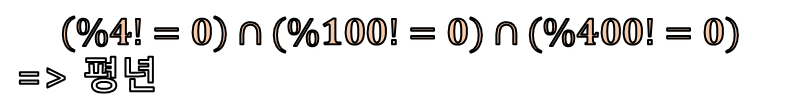 (%4! = 0) ∩ (%100! = 0) ∩ (%400! = 0)
=> 평년